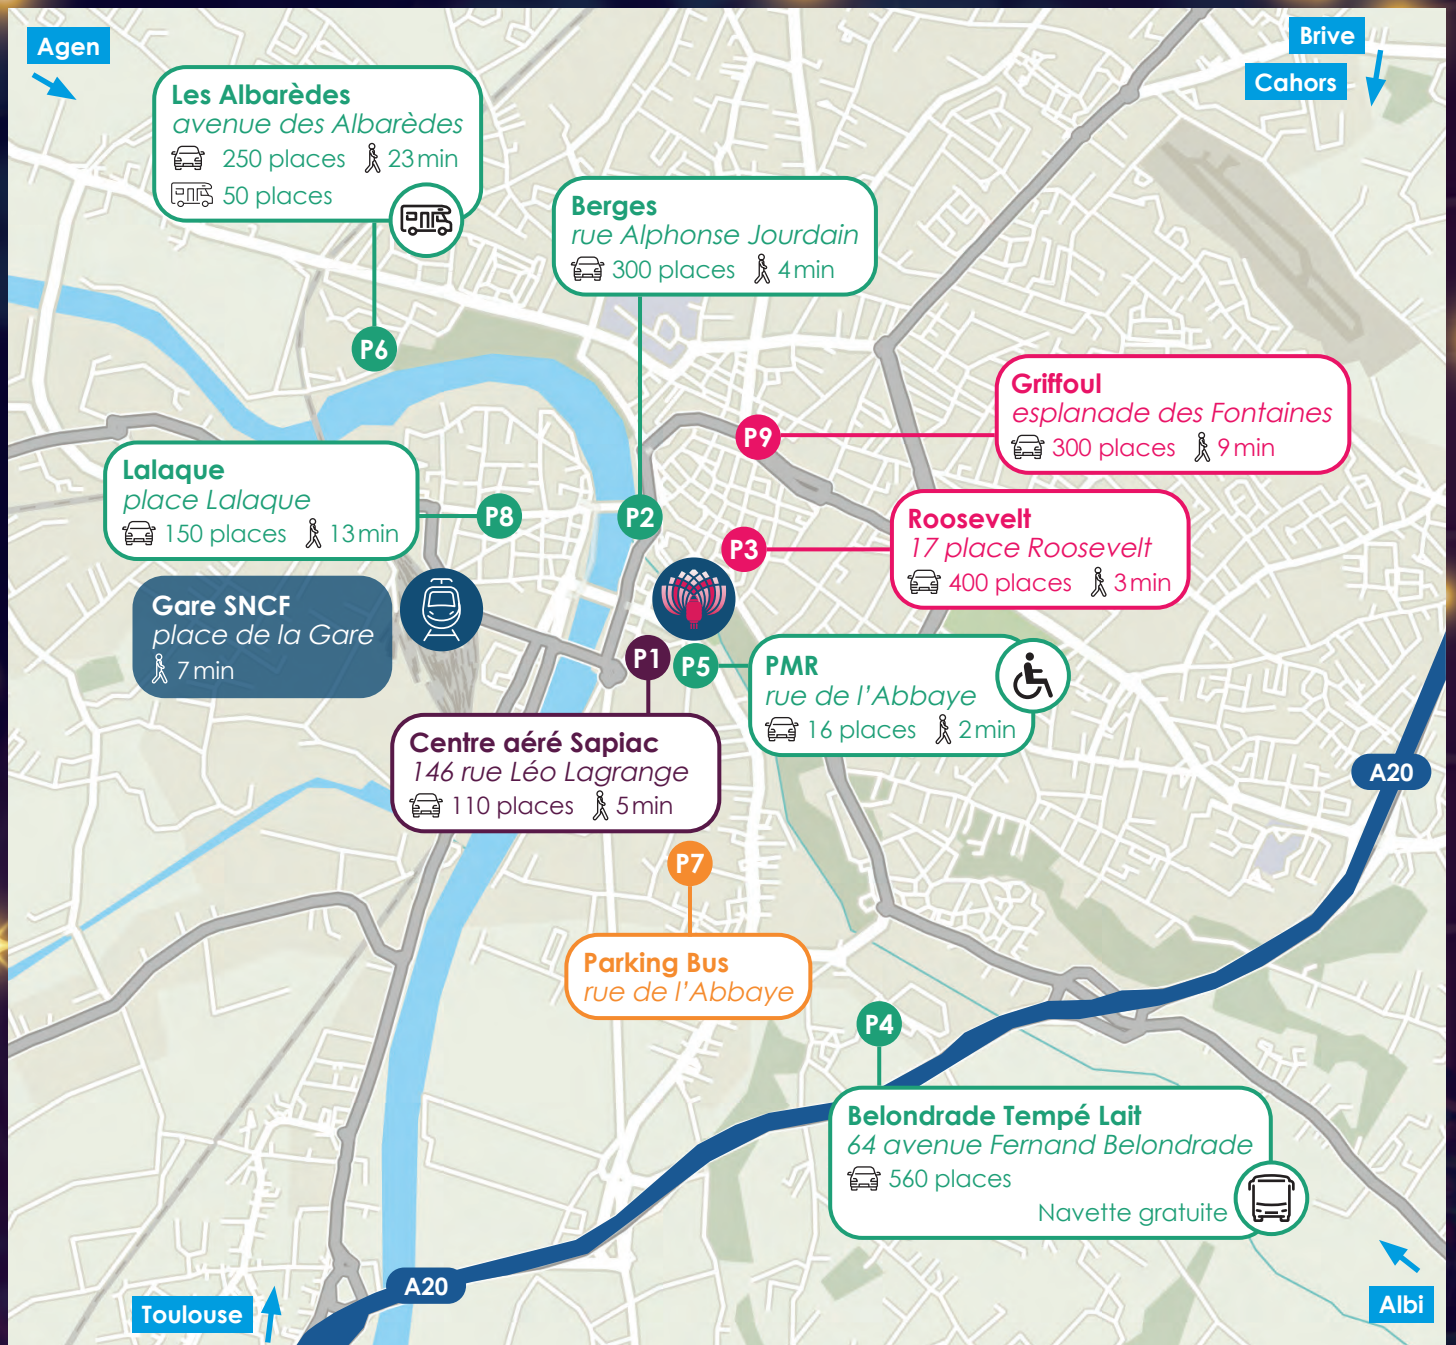 Agen
Brive
Cahors
Les Albarèdes
avenue des Albarèdes
250 places 23 min
50 places
Berges
rue Alphonse Jourdain
300 places 4 min
P6
Griffoul
esplanade des Fontaines
300 places 9 min
P9
Lalaque
place Lalaque
150 places 13 min
P8
P2
Roosevelt
17 place Roosevelt
400 places 3 min
P3
Gare SNCF
place de la Gare
7 min
P1
P5
PMR
rue de l'Abbaye
16 places 2 min
Centre aéré Sapiac
146 rue Léo Lagrange
110 places 5 min
A20
P7
Parking Bus
rue de l'Abbaye
P4
Belondrade Tempé Lait
64 avenue Fernand Belondrade
560 places
Navette gratuite
A20
Toulouse
Albi